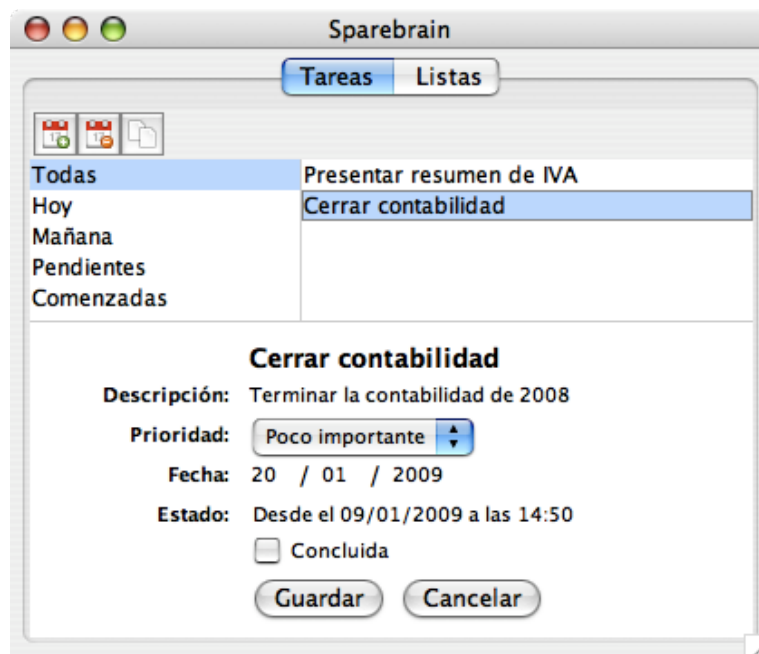 Sparebrain
Tareas Listas
Todas Presentar resumen de IVA
Hoy Cerrar contabilidad
Mañana
Pendientes
Comenzadas
Cerrar contabilidad
Descripción: Terminar la contabilidad de 2008
Prioridad: Poco importante
Fecha: 20 / 01 / 2009
Estado: Desde el 09/01/2009 a las 14:50
Concluida
Guardar Cancelar